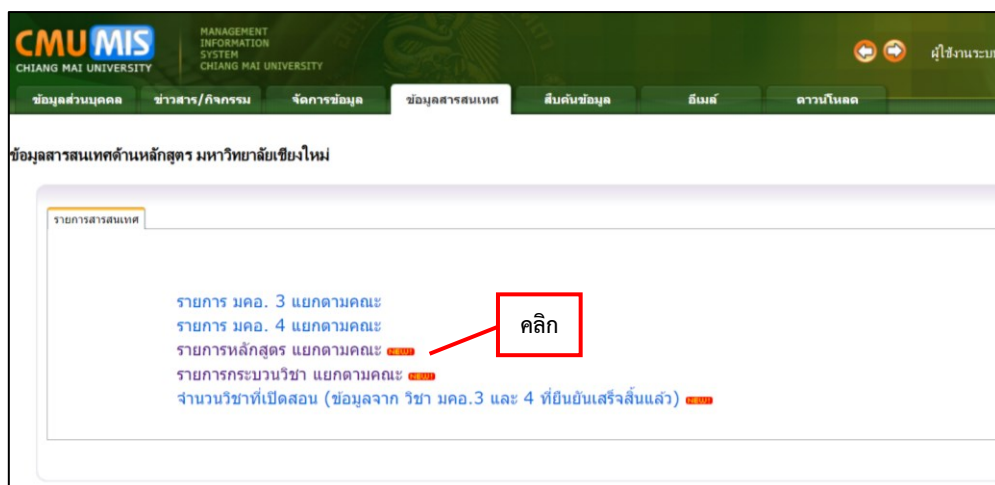 CMU MIS
CHIANG MAI UNIVERSITY
MANAGEMENT
INFORMATION
SYSTEM
CHIANG MAI UNIVERSITY
ผู้ใช้งานระบบ
ข้อมูลส่วนบุคคล ข่าวสาร/กิจกรรม จัดการข้อมูล ข้อมูลสารสนเทศ สืบค้นข้อมูล อีเมล์ ดาวน์โหลด
ข้อมูลสารสนเทศด้านหลักสูตร มหาวิทยาลัยเชียงใหม่
รายการสารสนเทศ
รายการ มคอ. 3 แยกตามคณะ
รายการ มคอ. 4 แยกตามคณะ
คลิก
รายการหลักสูตร แยกตามคณะ NEW!
รายการกระบวนวิชา แยกตามคณะ NEW!
จำนวนวิชาที่เปิดสอน (ข้อมูลจาก วิชา มคอ.3 และ 4 ที่ยืนยันเสร็จสิ้นแล้ว) NEW!